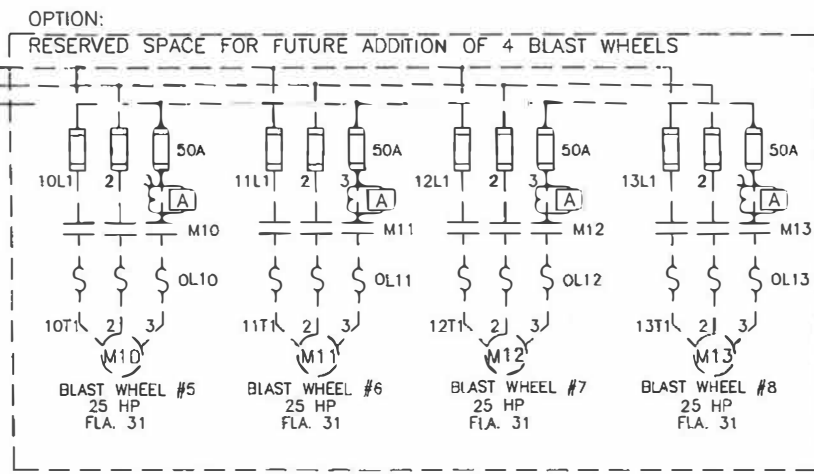 OPTION:
RESERVED SPACE FOR FUTURE ADDITION OF 4 BLAST WHEELS
50A 50A 50A 50A
10L1 2 3 11L1 2 3 12L1 2 3 13L1 2 3
A A A A
M10 M11 M12 M13
OL10 OL11 OL12 OL13
10T1 2 3 11T1 2 3 12T1 2 3 13T1 2 3
M10 M11 M12 M13
BLAST WHEEL #5 BLAST WHEEL #6 BLAST WHEEL #7 BLAST WHEEL #8
25 HP 25 HP 25 HP 25 HP
FLA. 31 FLA. 31 FLA. 31 FLA. 31